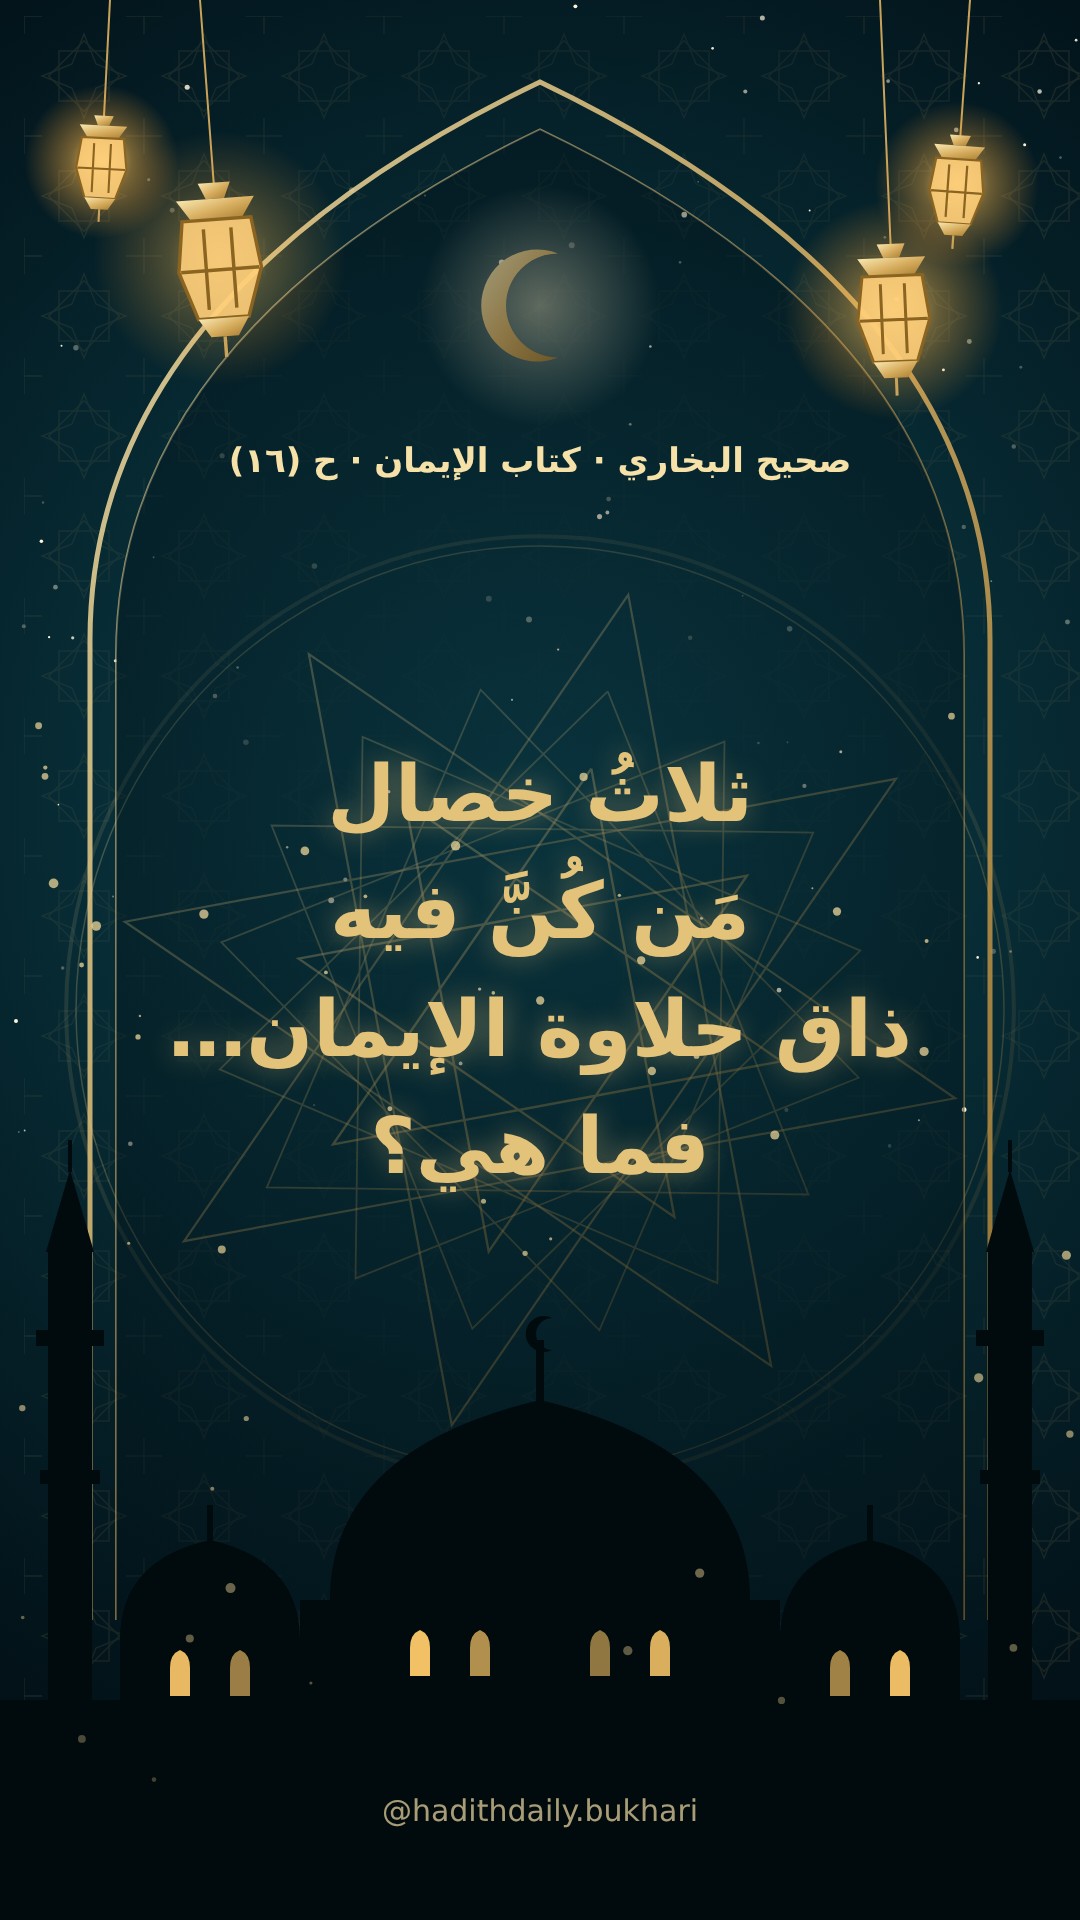 صحيح البخاري · كتاب الإيمان · ح (١٦)
ثلاثُ خصال
مَن كُنَّ فيه
ذاق حلاوة الإيمان...
فما هي؟
@hadithdaily.bukhari